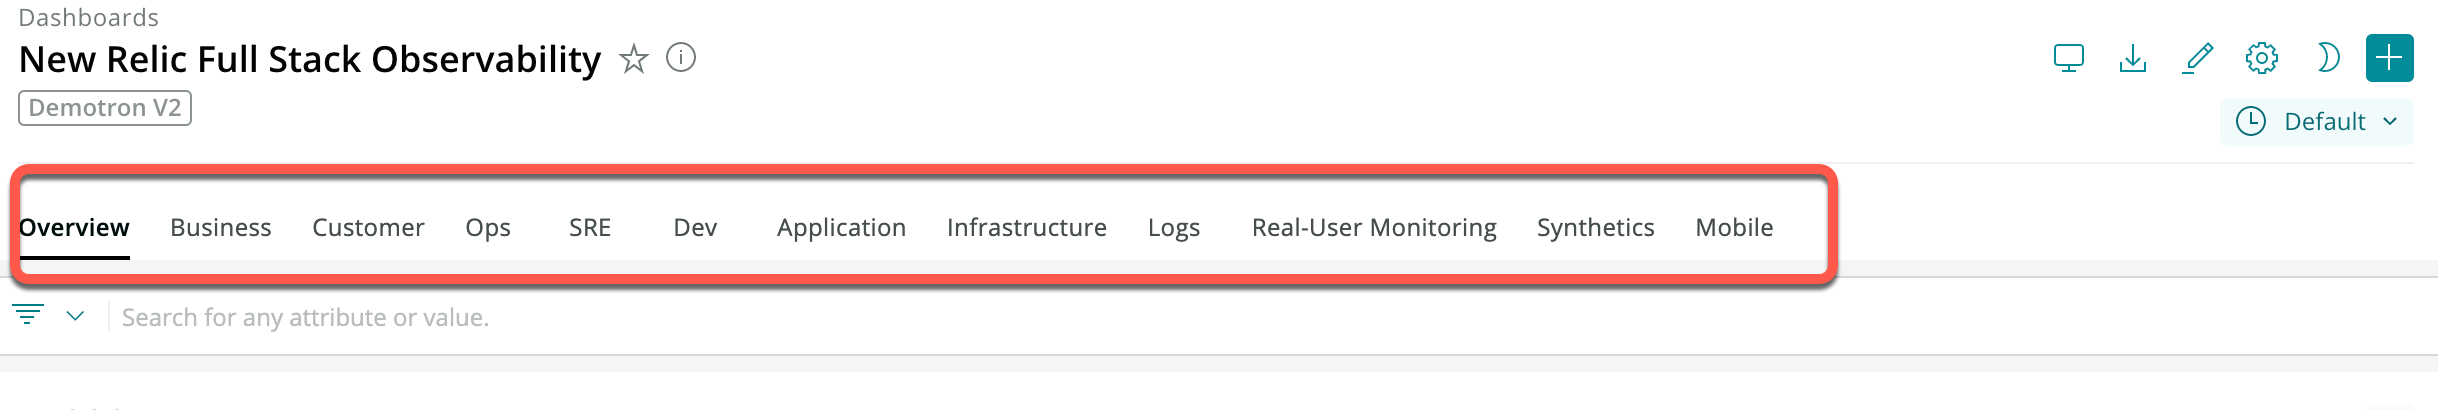 Dashboards
New Relic Full Stack Observability
Demotron V2
Default
Overview Business Customer Ops SRE Dev Application Infrastructure Logs Real-User Monitoring Synthetics Mobile
Search for any attribute or value.